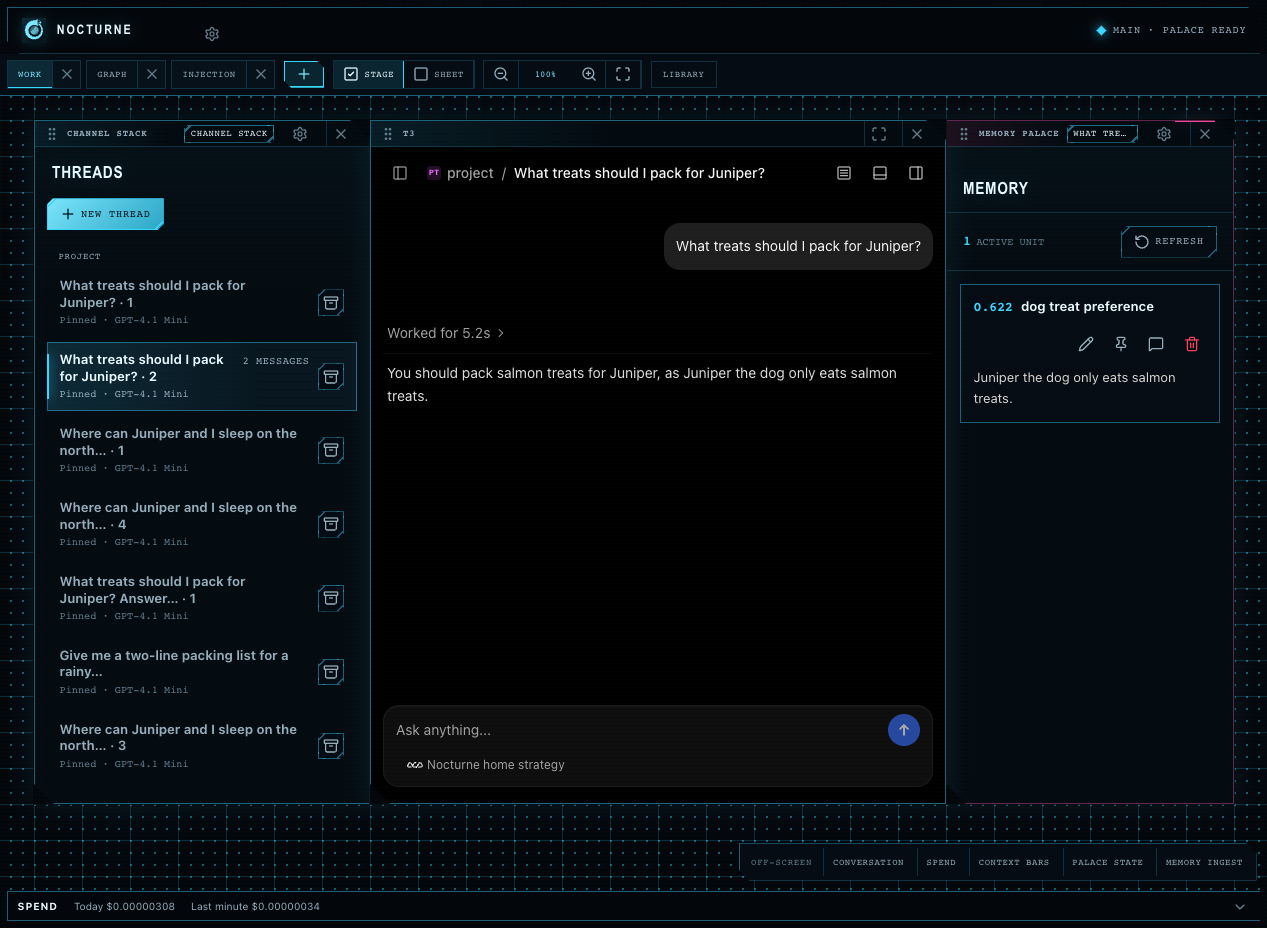 NOCTURNE
MAIN · PALACE READY
WORK
GRAPH
INJECTION
STAGE
SHEET
100%
LIBRARY
CHANNEL STACK
CHANNEL STACK
THREADS
NEW THREAD
PROJECT
What treats should I pack for
Juniper? · 1
Pinned · GPT-4.1 Mini
What treats should I pack
for Juniper? · 2
2 MESSAGES
Pinned · GPT-4.1 Mini
Where can Juniper and I sleep on the
north... · 1
Pinned · GPT-4.1 Mini
Where can Juniper and I sleep on the
north... · 4
Pinned · GPT-4.1 Mini
What treats should I pack for
Juniper? Answer... · 1
Pinned · GPT-4.1 Mini
Give me a two-line packing list for a
rainy...
Pinned · GPT-4.1 Mini
Where can Juniper and I sleep on the
north... · 3
Pinned · GPT-4.1 Mini
T3
PT project / What treats should I pack for Juniper?
What treats should I pack for Juniper?
Worked for 5.2s
You should pack salmon treats for Juniper, as Juniper the dog only eats salmon
treats.
Ask anything...
Nocturne home strategy
MEMORY PALACE
WHAT TRE…
MEMORY
1 ACTIVE UNIT
REFRESH
0.622 dog treat preference
Juniper the dog only eats salmon
treats.
OFF-SCREEN
CONVERSATION
SPEND
CONTEXT BARS
PALACE STATE
MEMORY INGEST
SPEND
Today $0.00000308
Last minute $0.00000034